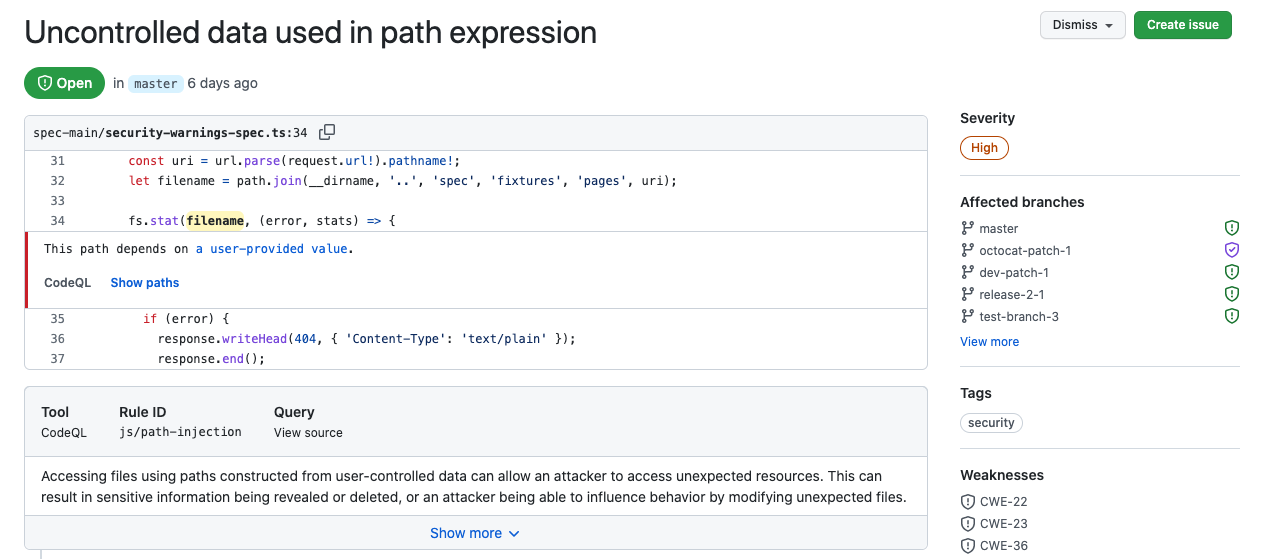 Uncontrolled data used in path expression
Dismiss
Create issue
Open in master 6 days ago
spec-main/security-warnings-spec.ts:34
31 const uri = url.parse(request.url!).pathname!;
32 let filename = path.join(__dirname, '..', 'spec', 'fixtures', 'pages', uri);
33
34 fs.stat(filename, (error, stats) => {
This path depends on a user-provided value.
CodeQL Show paths
35 if (error) {
36 response.writeHead(404, { 'Content-Type': 'text/plain' });
37 response.end();
Tool Rule ID Query
CodeQL js/path-injection View source
Accessing files using paths constructed from user-controlled data can allow an attacker to access unexpected resources. This can
result in sensitive information being revealed or deleted, or an attacker being able to influence behavior by modifying unexpected files.
Show more
Severity
High
Affected branches
master
octocat-patch-1
dev-patch-1
release-2-1
test-branch-3
View more
Tags
security
Weaknesses
CWE-22
CWE-23
CWE-36